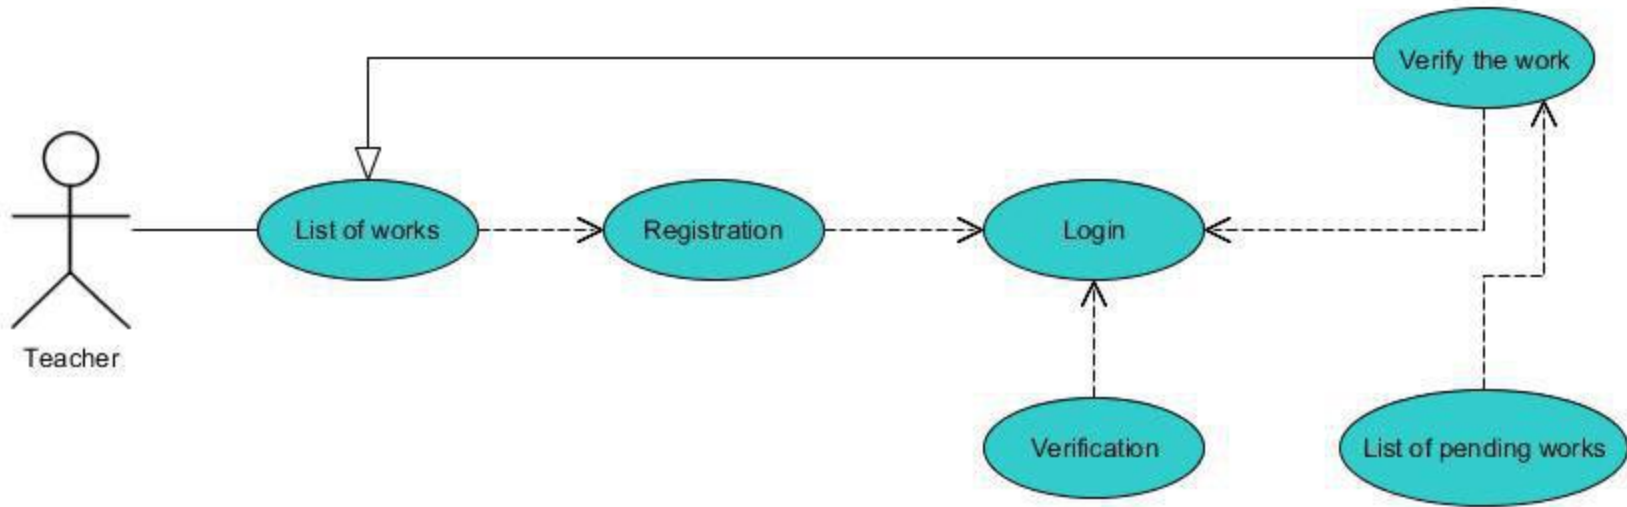 Verify the work
List of works
Registration
Login
Teacher
Verification
List of pending works